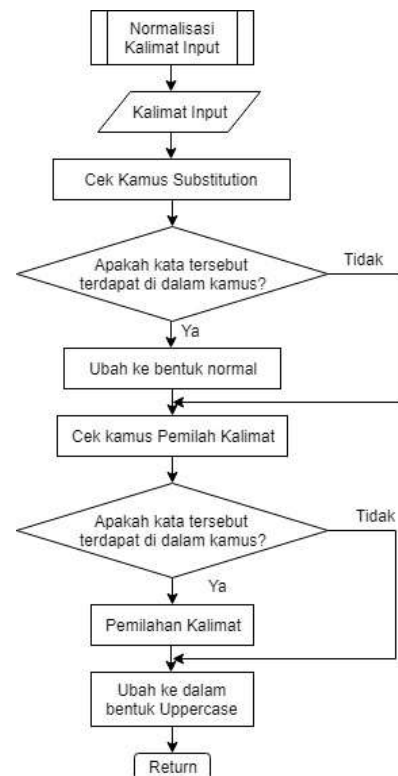 Normalisasi
Kalimat Input
Kalimat Input
Cek Kamus Substitution
Apakah kata tersebut
terdapat di dalam kamus?
Tidak
Ya
Ubah ke bentuk normal
Cek kamus Pemilah Kalimat
Apakah kata tersebut
terdapat di dalam kamus?
Tidak
Ya
Pemilahan Kalimat
Ubah ke dalam
bentuk Uppercase
Return